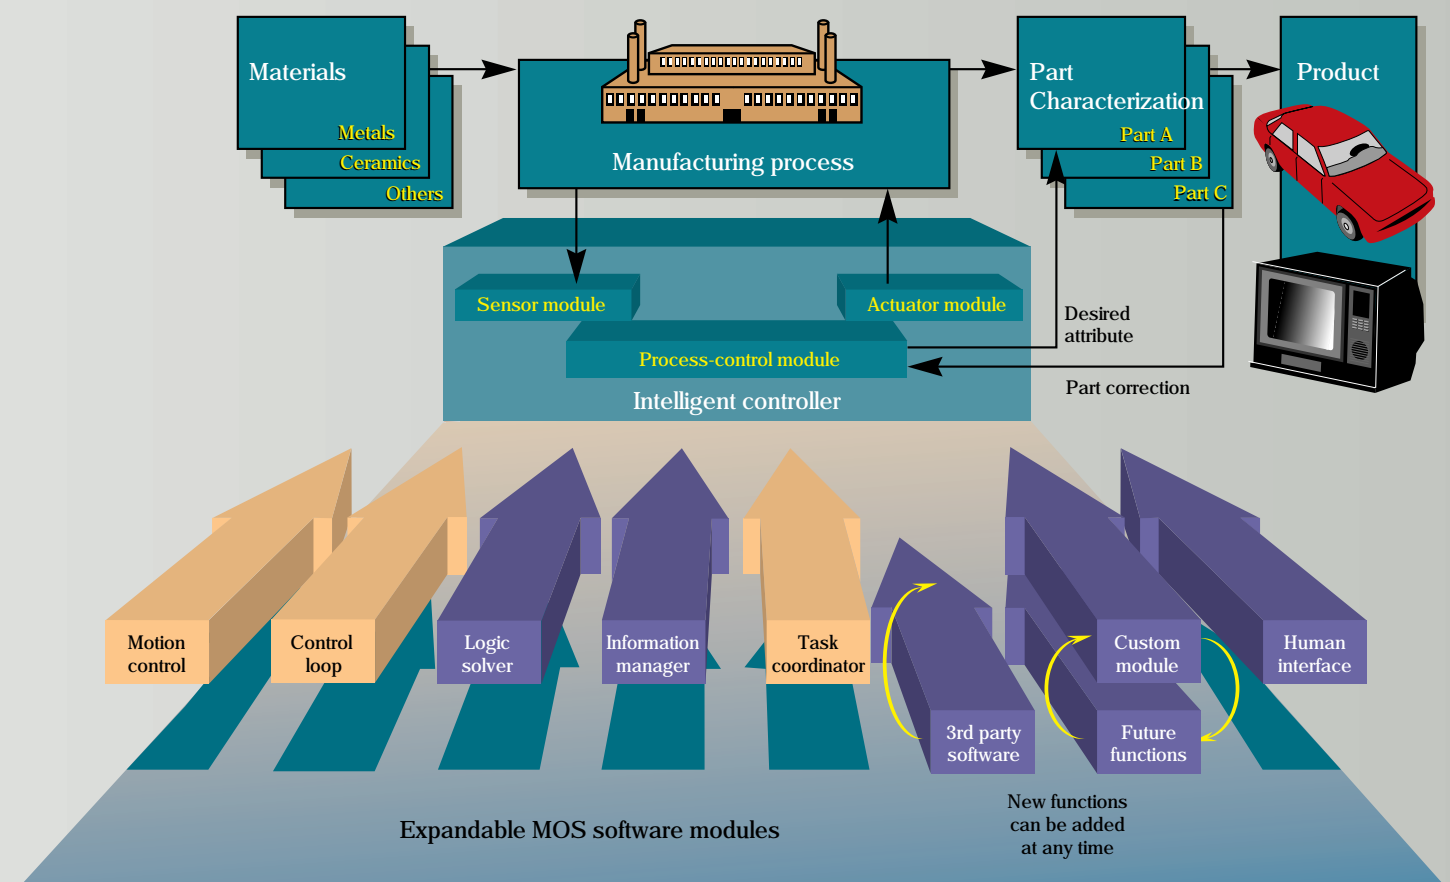 Materials
Metals
Ceramics
Others
Manufacturing process
Part
Characterization
Part A
Part B
Part C
Product
Sensor module
Actuator module
Process-control module
Intelligent controller
Desired
attribute
Part correction
Motion
control
Control
loop
Logic
solver
Information
manager
Task
coordinator
3rd party
software
Custom
module
Future
functions
Human
interface
Expandable MOS software modules
New functions
can be added
at any time